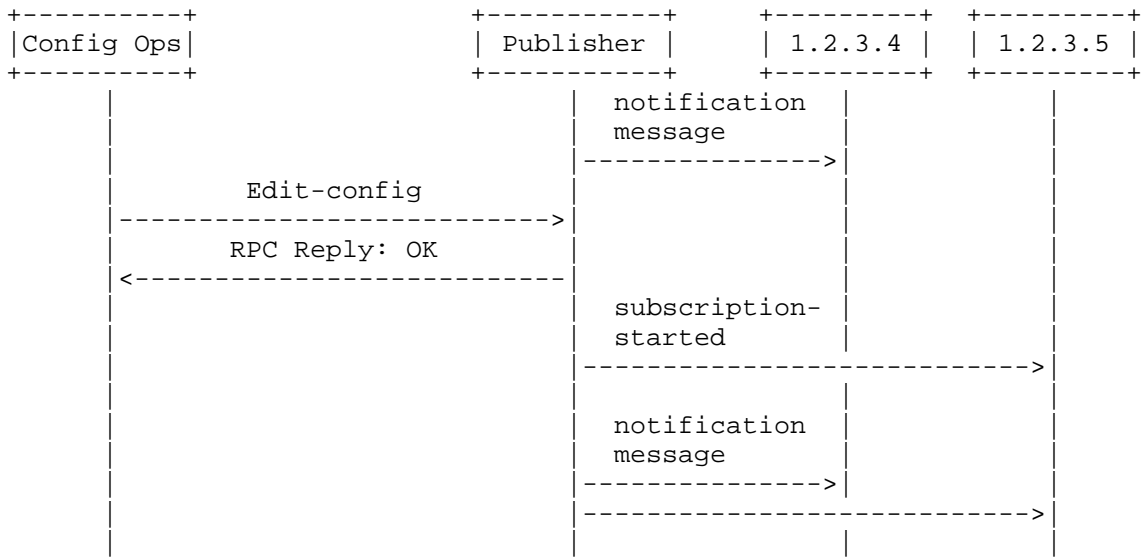 Config Ops Publisher 1.2.3.4 1.2.3.5
notification
message
Edit-config
RPC Reply: OK
subscription-
started
notification
message